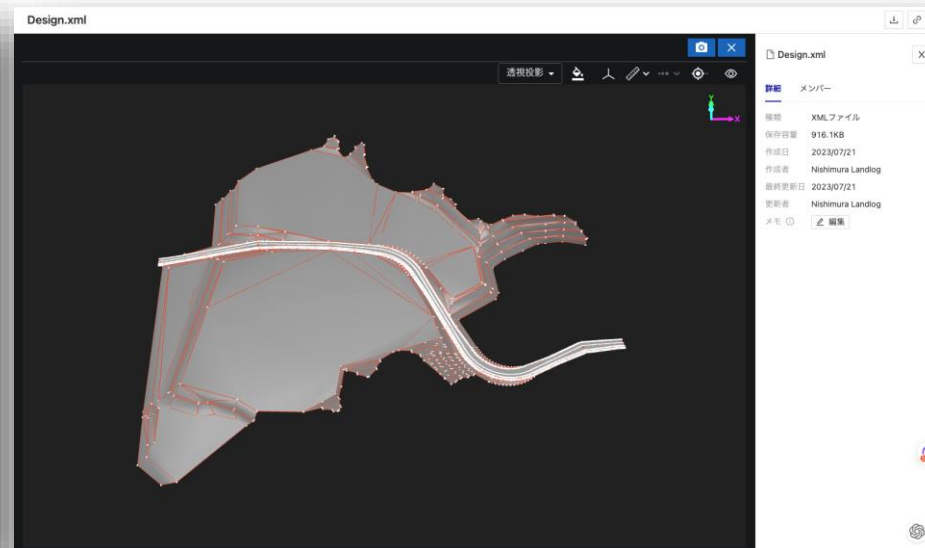 Design.xml
透視投影
Y
X
Design.xml
詳細 メンバー
種類 XMLファイル
保存容量 916.1KB
作成日 2023/07/21
作成者 Nishimura Landlog
最終更新日 2023/07/21
更新者 Nishimura Landlog
メモ 編集